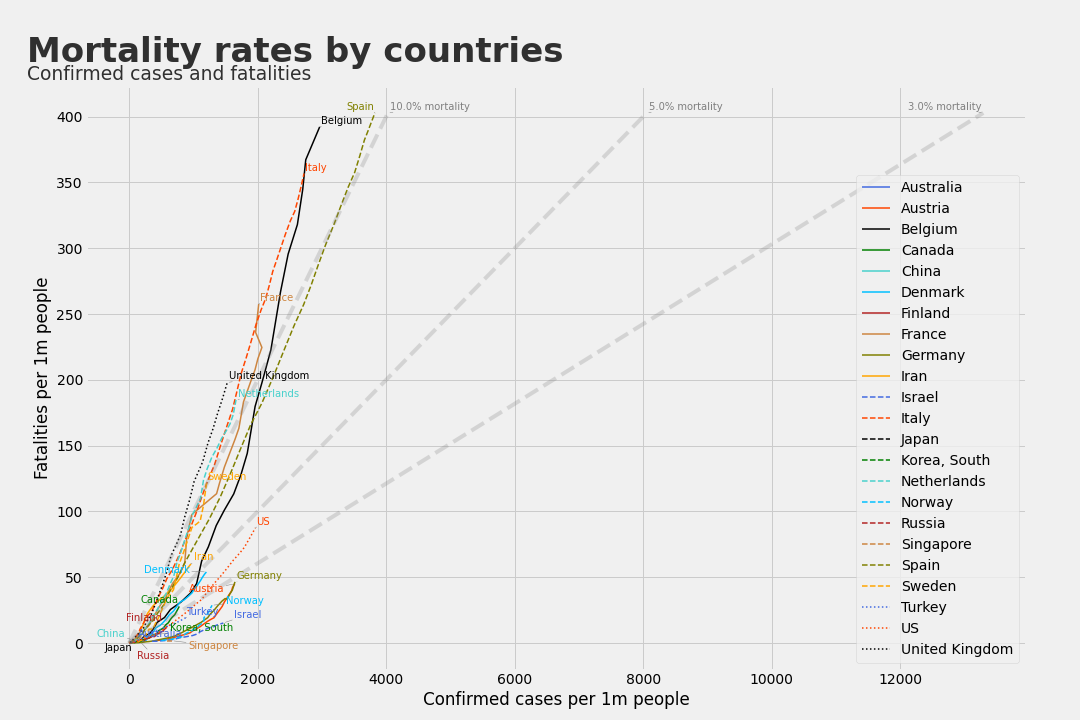 Mortality rates by countries
Confirmed cases and fatalities
Spain
10.0% mortality
5.0% mortality
3.0% mortality
Belgium
Italy
France
United Kingdom
Netherlands
Sweden
US
Iran
Denmark
Germany
Austria
Canada
Norway
Turkey
Israel
Finland
Korea, South
China
Australia
Singapore
Japan
Russia
400
350
300
250
200
150
100
50
0
Fatalities per 1m people
0
2000
4000
6000
8000
10000
12000
Confirmed cases per 1m people
Australia
Austria
Belgium
Canada
China
Denmark
Finland
France
Germany
Iran
Israel
Italy
Japan
Korea, South
Netherlands
Norway
Russia
Singapore
Spain
Sweden
Turkey
US
United Kingdom